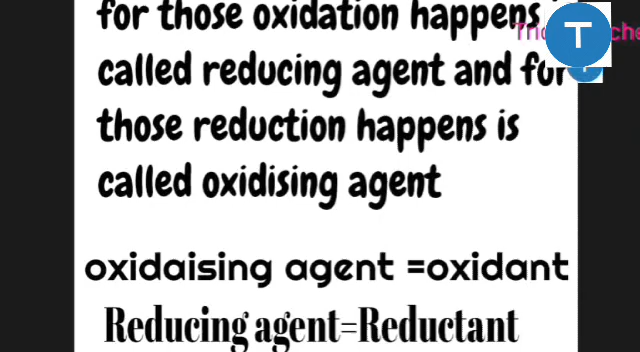 for those oxidation happens
called reducing agent and for
those reduction happens is
called oxidising agent
oxidaising agent =oxidant
Reducing agent=Reductant
T